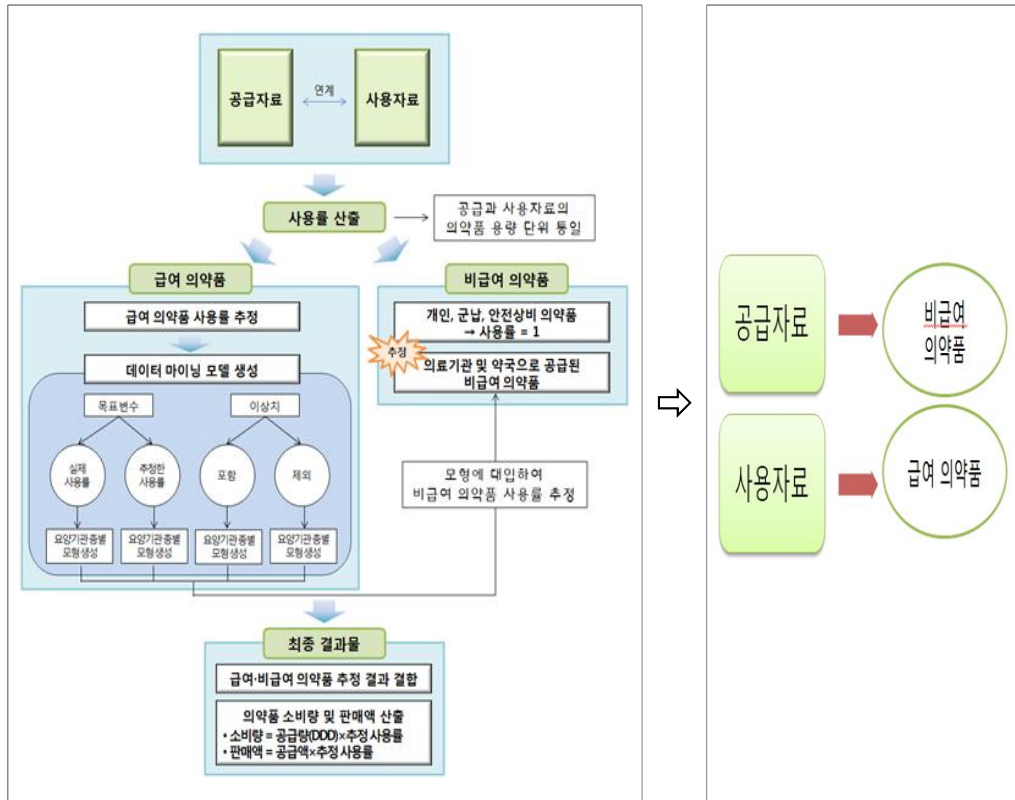 공급자료
연계
사용자료
사용률 산출
공급과 사용자료의
의약품 용량 단위 통일
급여 의약품
급여 의약품 사용률 추정
데이터 마이닝 모델 생성
목표변수
이상치
실제
사용률
추정한
사용률
포함
제외
요양기관종별
모형생성
요양기관종별
모형생성
요양기관종별
모형생성
요양기관종별
모형생성
비급여 의약품
개인, 군납, 안전상비 의약품
→ 사용률 = 1
추정
의료기관 및 약국으로 공급된
비급여 의약품
모형에 대입하여
비급여 의약품 사용률 추정
최종 결과물
급여·비급여 의약품 추정 결과 결합
의약품 소비량 및 판매액 산출
• 소비량 = 공급량(DDD)×추정 사용률
• 판매액 = 공급액×추정 사용률
공급자료
비급여
의약품
사용자료
급여 의약품